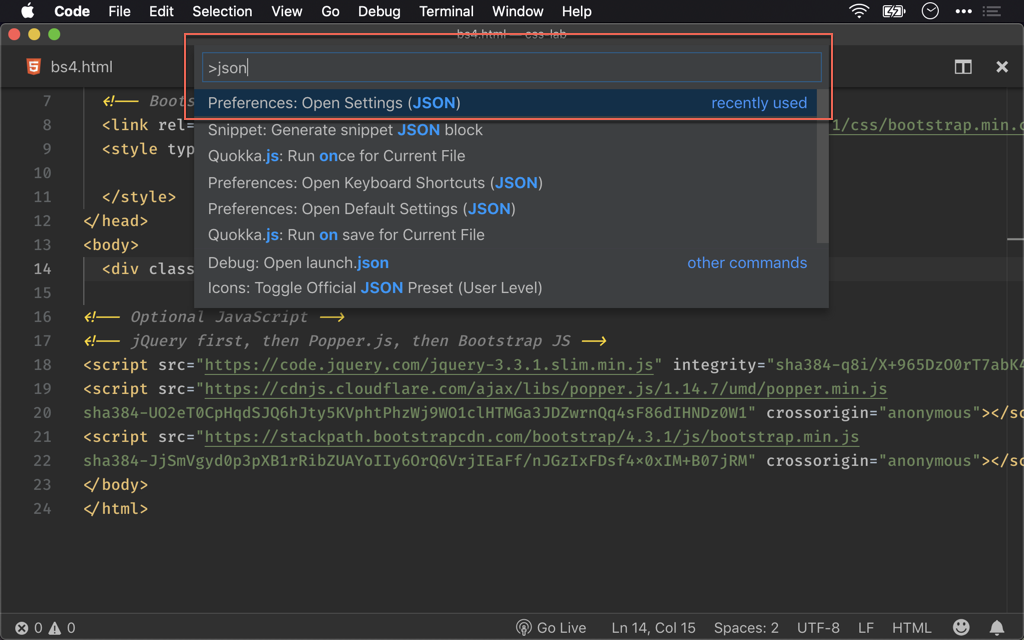 Code File Edit Selection View Go Debug Terminal Window Help
bs4.html — css-lab
bs4.html
>json
Preferences: Open Settings (JSON) recently used
Snippet: Generate snippet JSON block
Quokka.js: Run once for Current File
Preferences: Open Keyboard Shortcuts (JSON)
Preferences: Open Default Settings (JSON)
Quokka.js: Run on save for Current File
Debug: Open launch.json other commands
Icons: Toggle Official JSON Preset (User Level)
7 <!-- Boots
8 <link rel= 1/css/bootstrap.min.c
9 <style typ
10
11 </style>
12 </head>
13 <body>
14 <div class
15
16 <!-- Optional JavaScript -->
17 <!-- jQuery first, then Popper.js, then Bootstrap JS -->
18 <script src="https://code.jquery.com/jquery-3.3.1.slim.min.js" integrity="sha384-q8i/X+965DzO0rT7abK4
19 <script src="https://cdnjs.cloudflare.com/ajax/libs/popper.js/1.14.7/umd/popper.min.js
20 sha384-UO2eT0CpHqdSJQ6hJty5KVphtPhzWj9WO1clHTMGa3JDZwrnQq4sF86dIHNDz0W1" crossorigin="anonymous"></sc
21 <script src="https://stackpath.bootstrapcdn.com/bootstrap/4.3.1/js/bootstrap.min.js
22 sha384-JjSmVgyd0p3pXB1rRibZUAYoIIy6OrQ6VrjIEaFf/nJGzIxFDsf4x0xIM+B07jRM" crossorigin="anonymous"></sc
23 </body>
24 </html>
0 0 Go Live Ln 14, Col 15 Spaces: 2 UTF-8 LF HTML